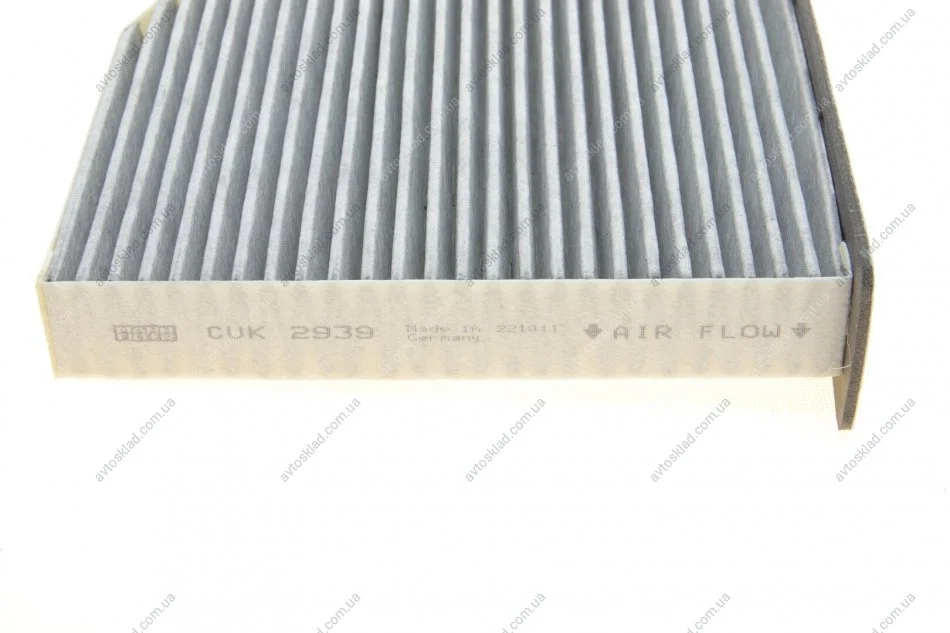 MANN
FILTER
CUK 2939
Made in 221011
Germany
AIR FLOW
avtosklad.com.ua